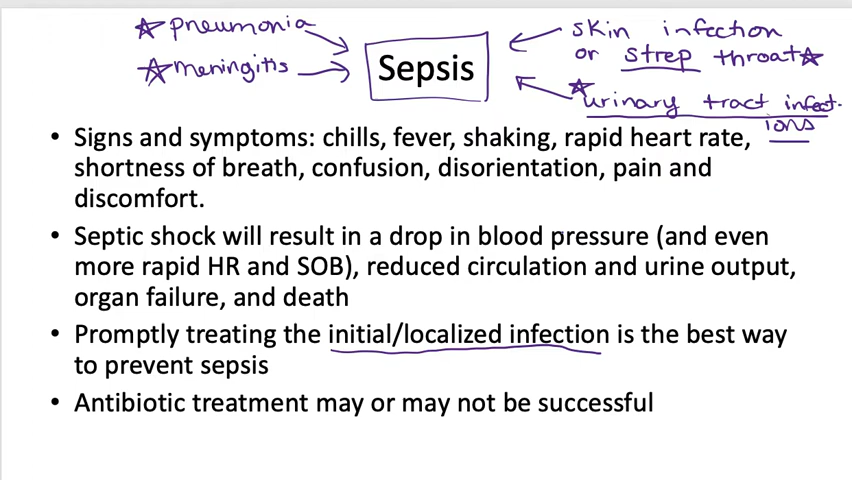 pneumonia
meningitis
Sepsis
skin infection
or strep throat
urinary tract infect-
ions
• Signs and symptoms: chills, fever, shaking, rapid heart rate,
shortness of breath, confusion, disorientation, pain and
discomfort.
• Septic shock will result in a drop in blood pressure (and even
more rapid HR and SOB), reduced circulation and urine output,
organ failure, and death
• Promptly treating the initial/localized infection is the best way
to prevent sepsis
• Antibiotic treatment may or may not be successful